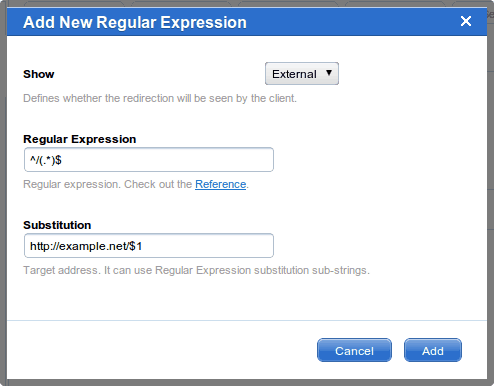 Add New Regular Expression
Show
External
Defines whether the redirection will be seen by the client.
Regular Expression
^/(.*)$
Regular expression. Check out the Reference.
Substitution
http://example.net/$1
Target address. It can use Regular Expression substitution sub-strings.
Cancel
Add